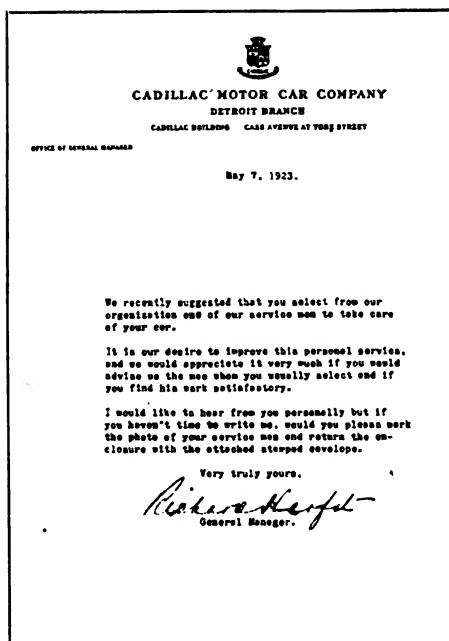 CADILLAC MOTOR CAR COMPANY
DETROIT BRANCH
CADILLAC BUILDING CASS AVENUE AT YORK STREET
OFFICE OF GENERAL MANAGER
May 7, 1923.
We recently suggested that you select from our
organization one of our service men to take care
of your car.
It is our desire to improve this personal service,
and we would appreciate it very much if you would
advise us the man whom you usually select and if
you find his work satisfactory.
I would like to hear from you personally but if
you haven't time to write me, would you please mark
the photo of your service man and return the en-
closure with the attached stamped envelope.
Very truly yours,
Richard
General Manager.